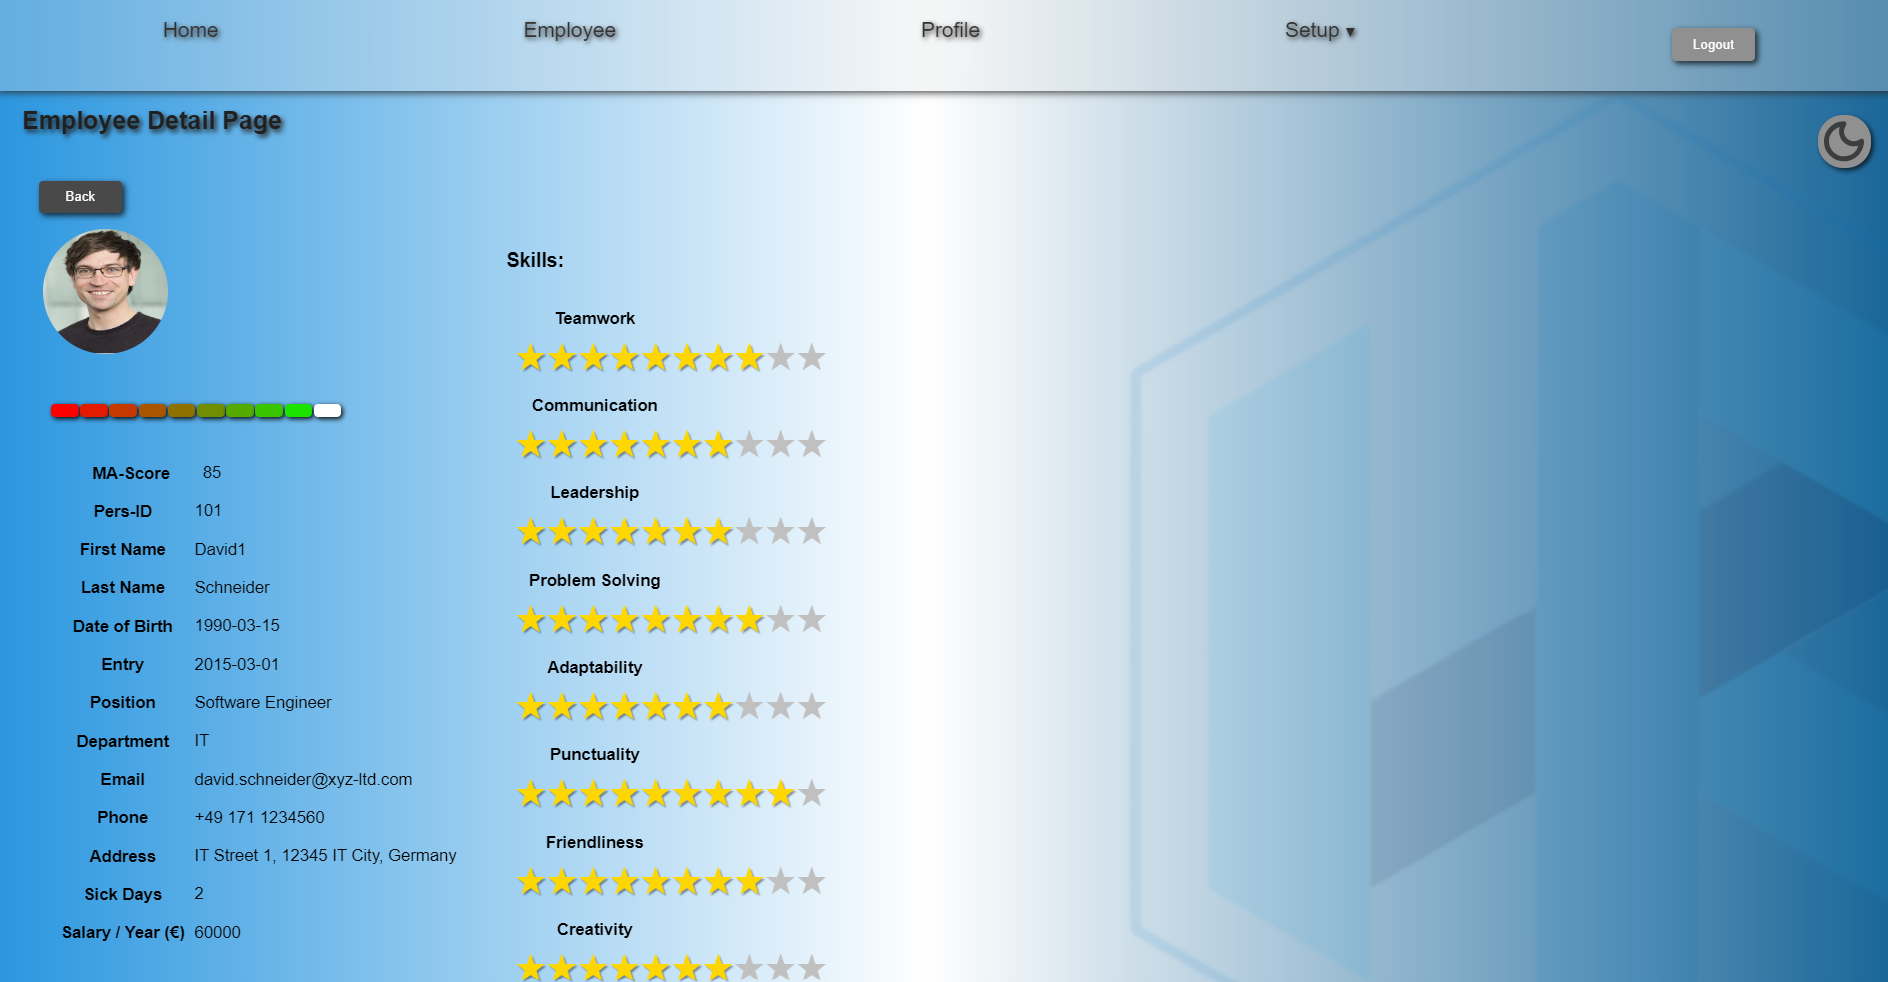 Home Employee Profile Setup ▼ Logout
Employee Detail Page
Back
MA-Score 85
Pers-ID 101
First Name David1
Last Name Schneider
Date of Birth 1990-03-15
Entry 2015-03-01
Position Software Engineer
Department IT
Email david.schneider@xyz-ltd.com
Phone +49 171 1234560
Address IT Street 1, 12345 IT City, Germany
Sick Days 2
Salary / Year (€) 60000
Skills:
Teamwork
Communication
Leadership
Problem Solving
Adaptability
Punctuality
Friendliness
Creativity